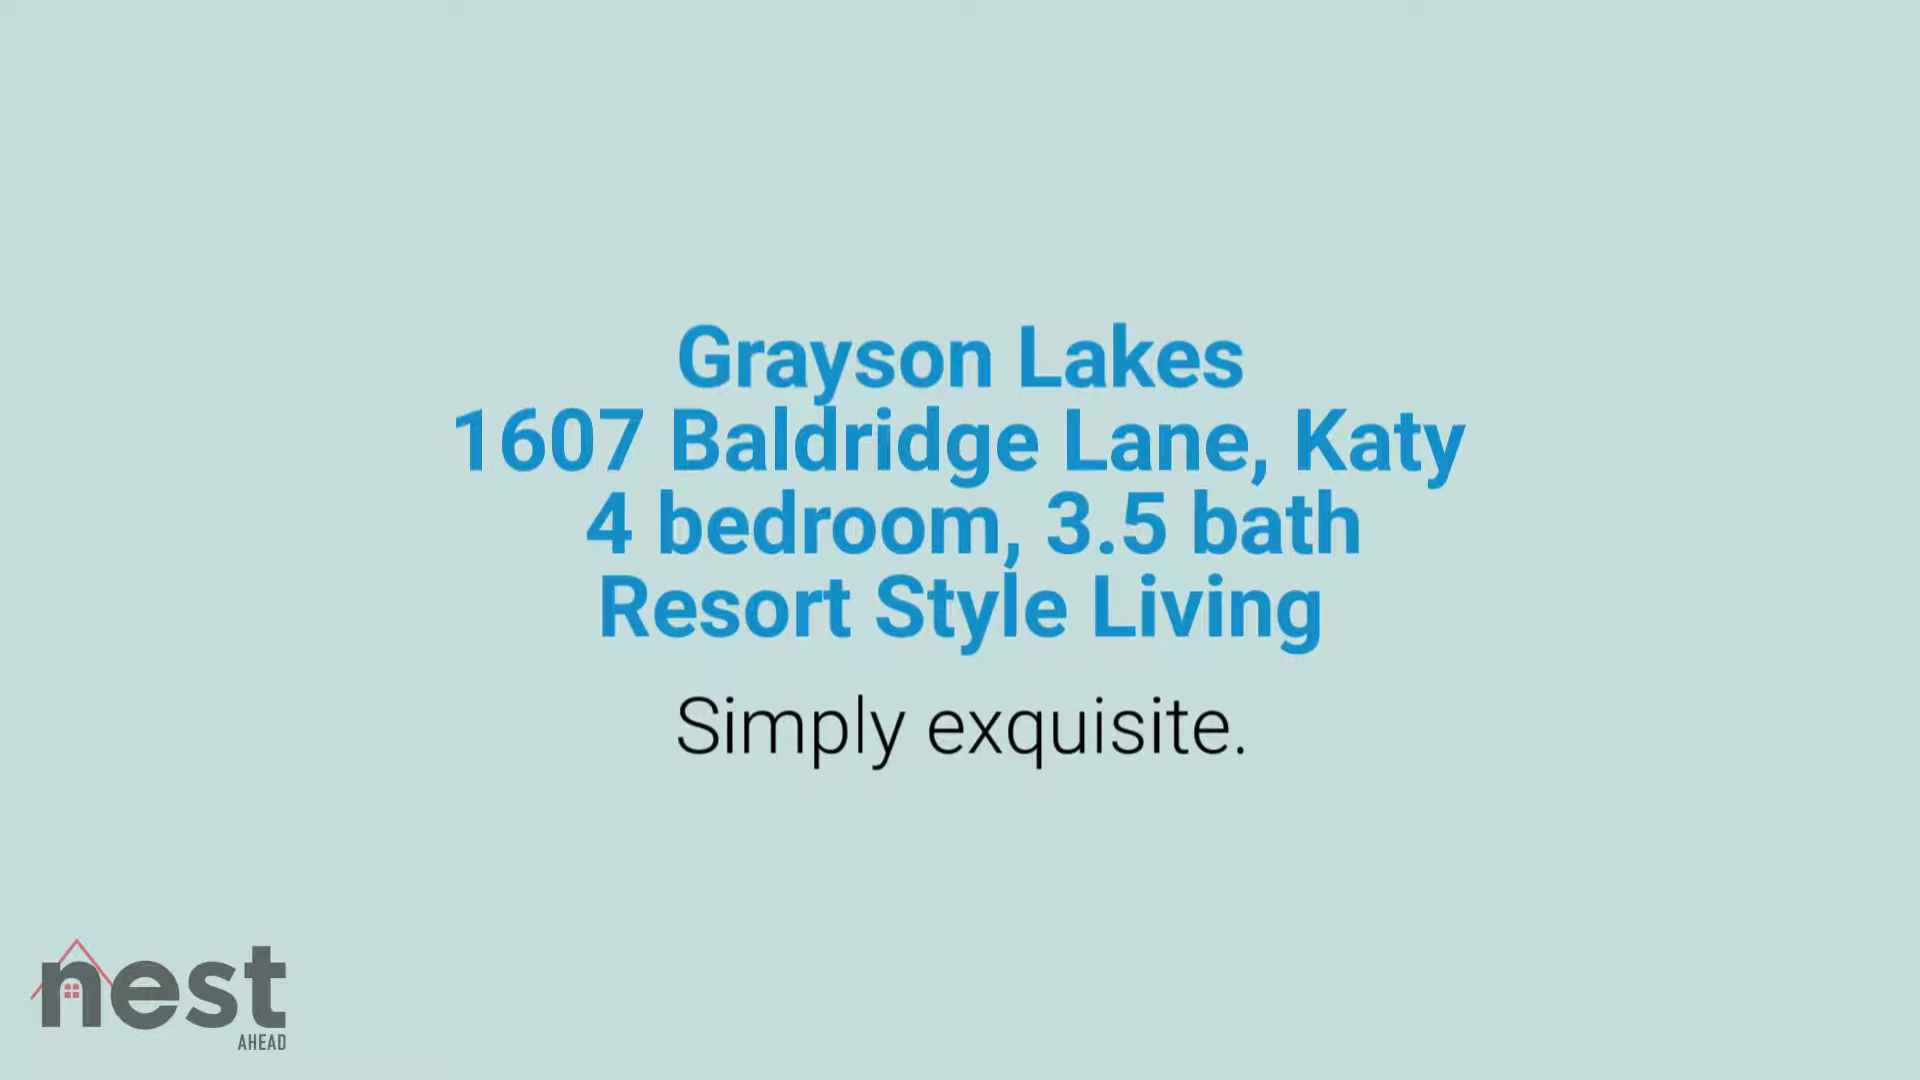 Grayson Lakes
1607 Baldridge Lane, Katy
4 bedroom, 3.5 bath
Resort Style Living
Simply exquisite.
nest
AHEAD